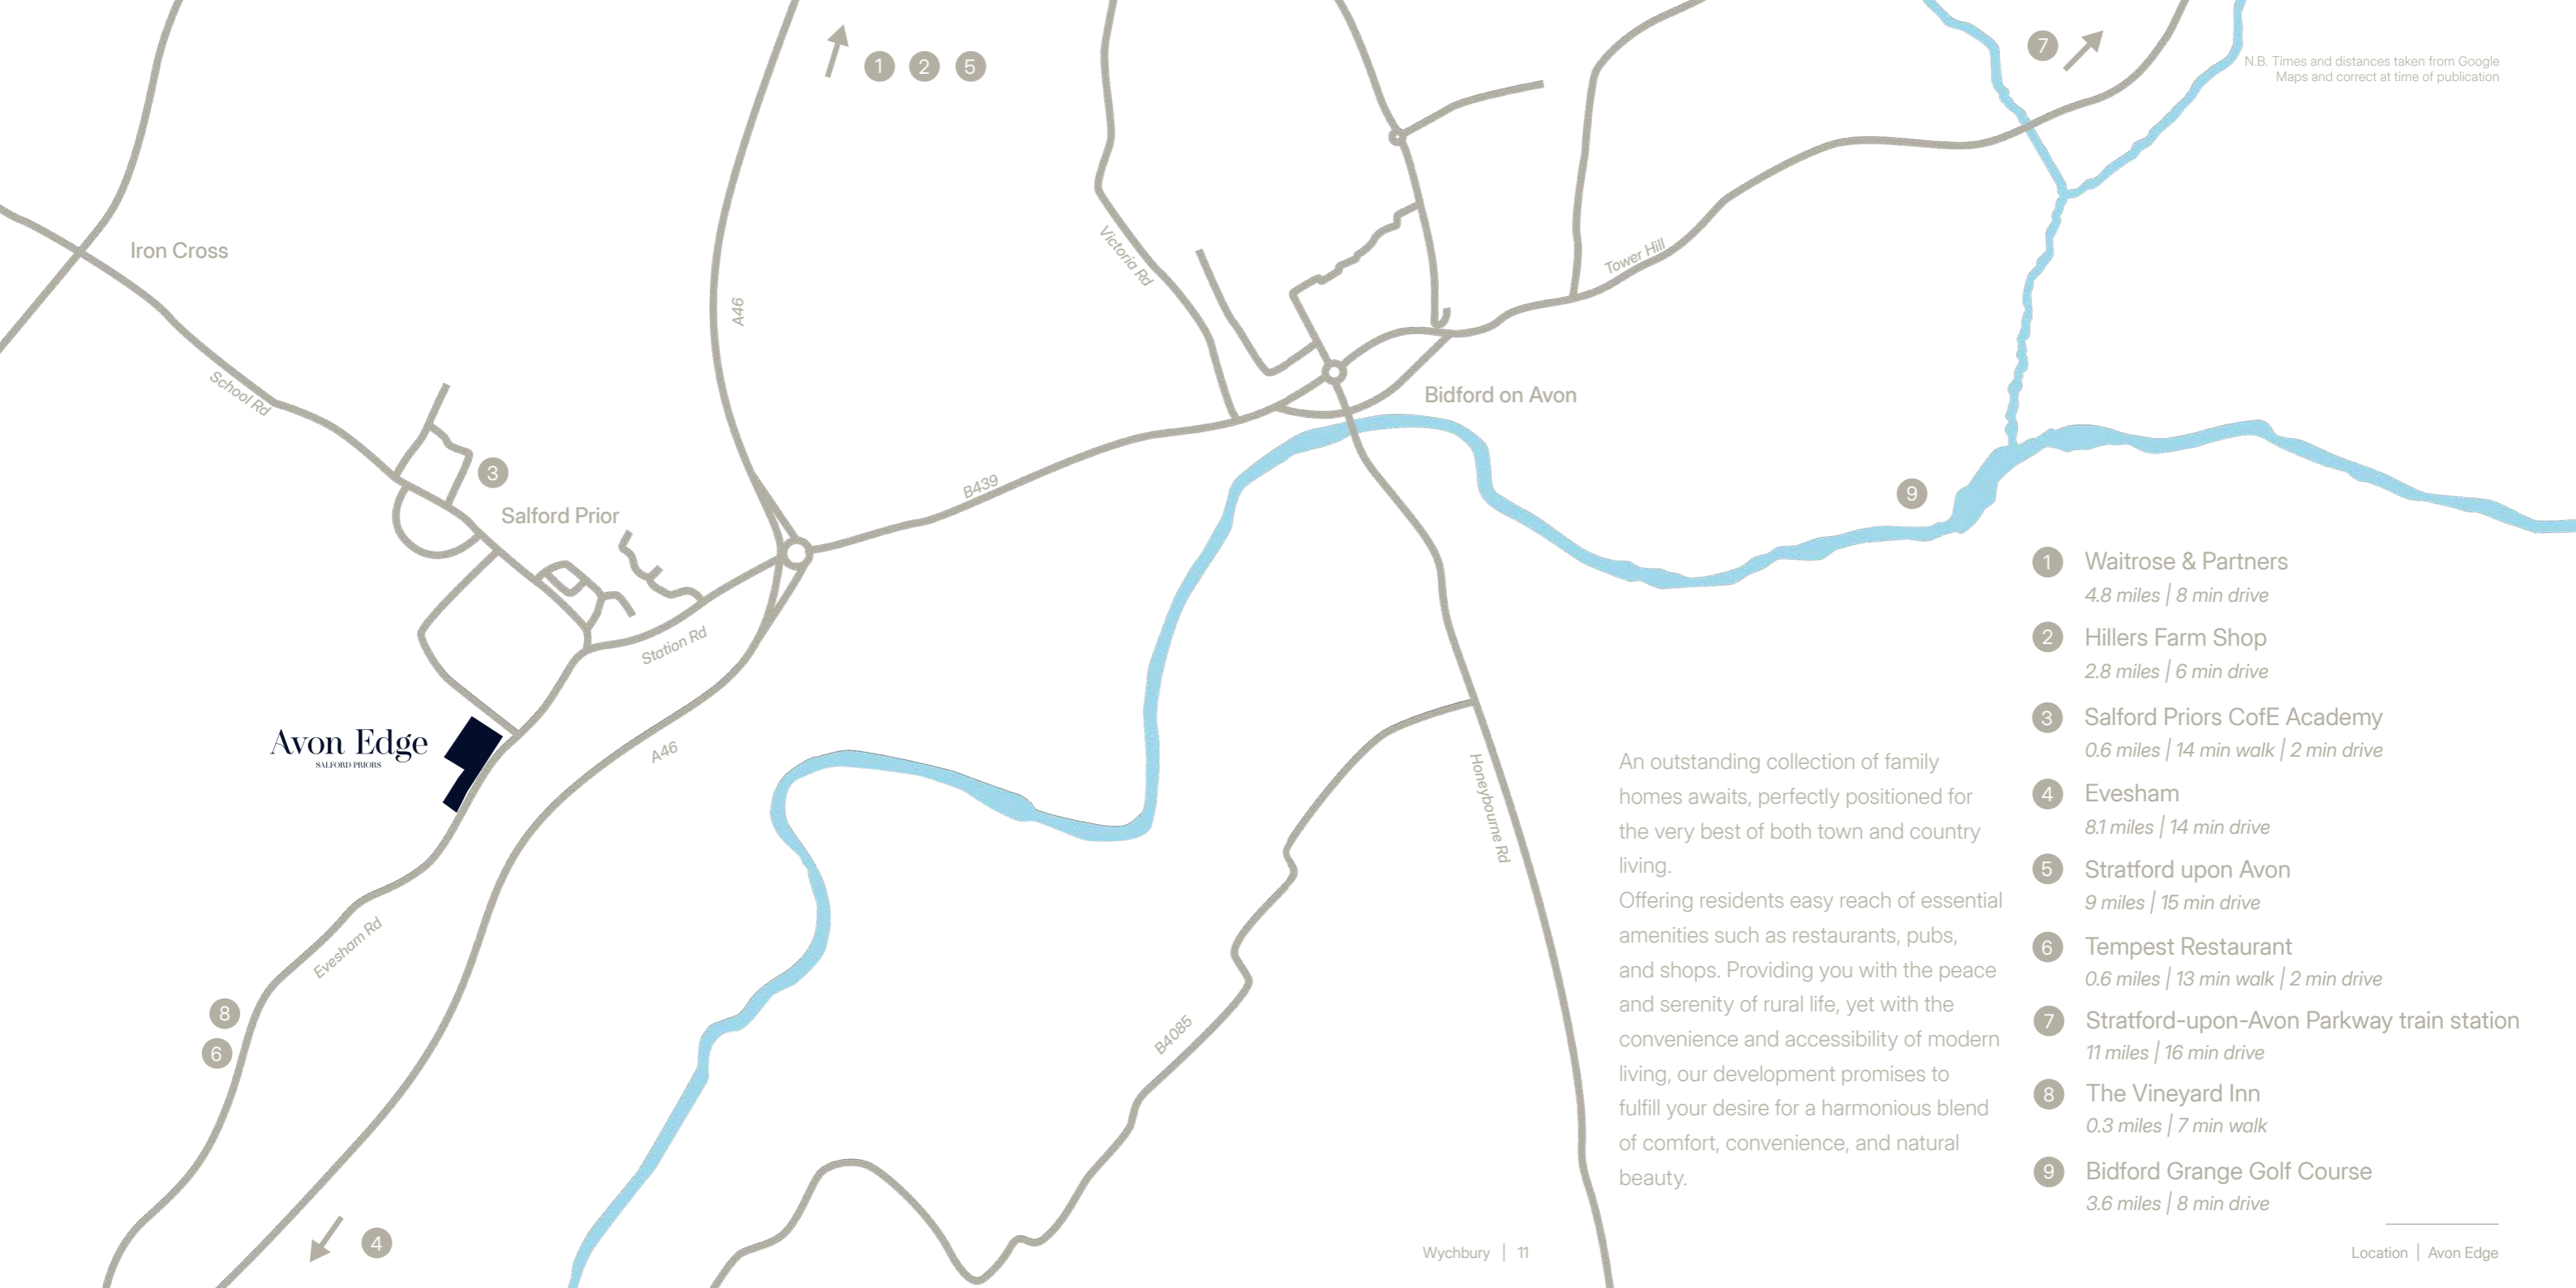 1 2 5
7
N.B. Times and distances taken from Google
Maps and correct at time of publication
Iron Cross
School Rd
A46
Victoria Rd
Tower Hill
Bidford on Avon
3
Salford Prior
B439
9
Station Rd
Avon Edge
SALFORD PRIORS
A46
Honeybourne Rd
Evesham Rd
8
6
B4085
4
An outstanding collection of family
homes awaits, perfectly positioned for
the very best of both town and country
living.
Offering residents easy reach of essential
amenities such as restaurants, pubs,
and shops. Providing you with the peace
and serenity of rural life, yet with the
convenience and accessibility of modern
living, our development promises to
fulfill your desire for a harmonious blend
of comfort, convenience, and natural
beauty.
1 Waitrose & Partners
4.8 miles | 8 min drive
2 Hillers Farm Shop
2.8 miles | 6 min drive
3 Salford Priors CofE Academy
0.6 miles | 14 min walk | 2 min drive
4 Evesham
8.1 miles | 14 min drive
5 Stratford upon Avon
9 miles | 15 min drive
6 Tempest Restaurant
0.6 miles | 13 min walk | 2 min drive
7 Stratford-upon-Avon Parkway train station
11 miles | 16 min drive
8 The Vineyard Inn
0.3 miles | 7 min walk
9 Bidford Grange Golf Course
3.6 miles | 8 min drive
Wychbury | 11
Location | Avon Edge